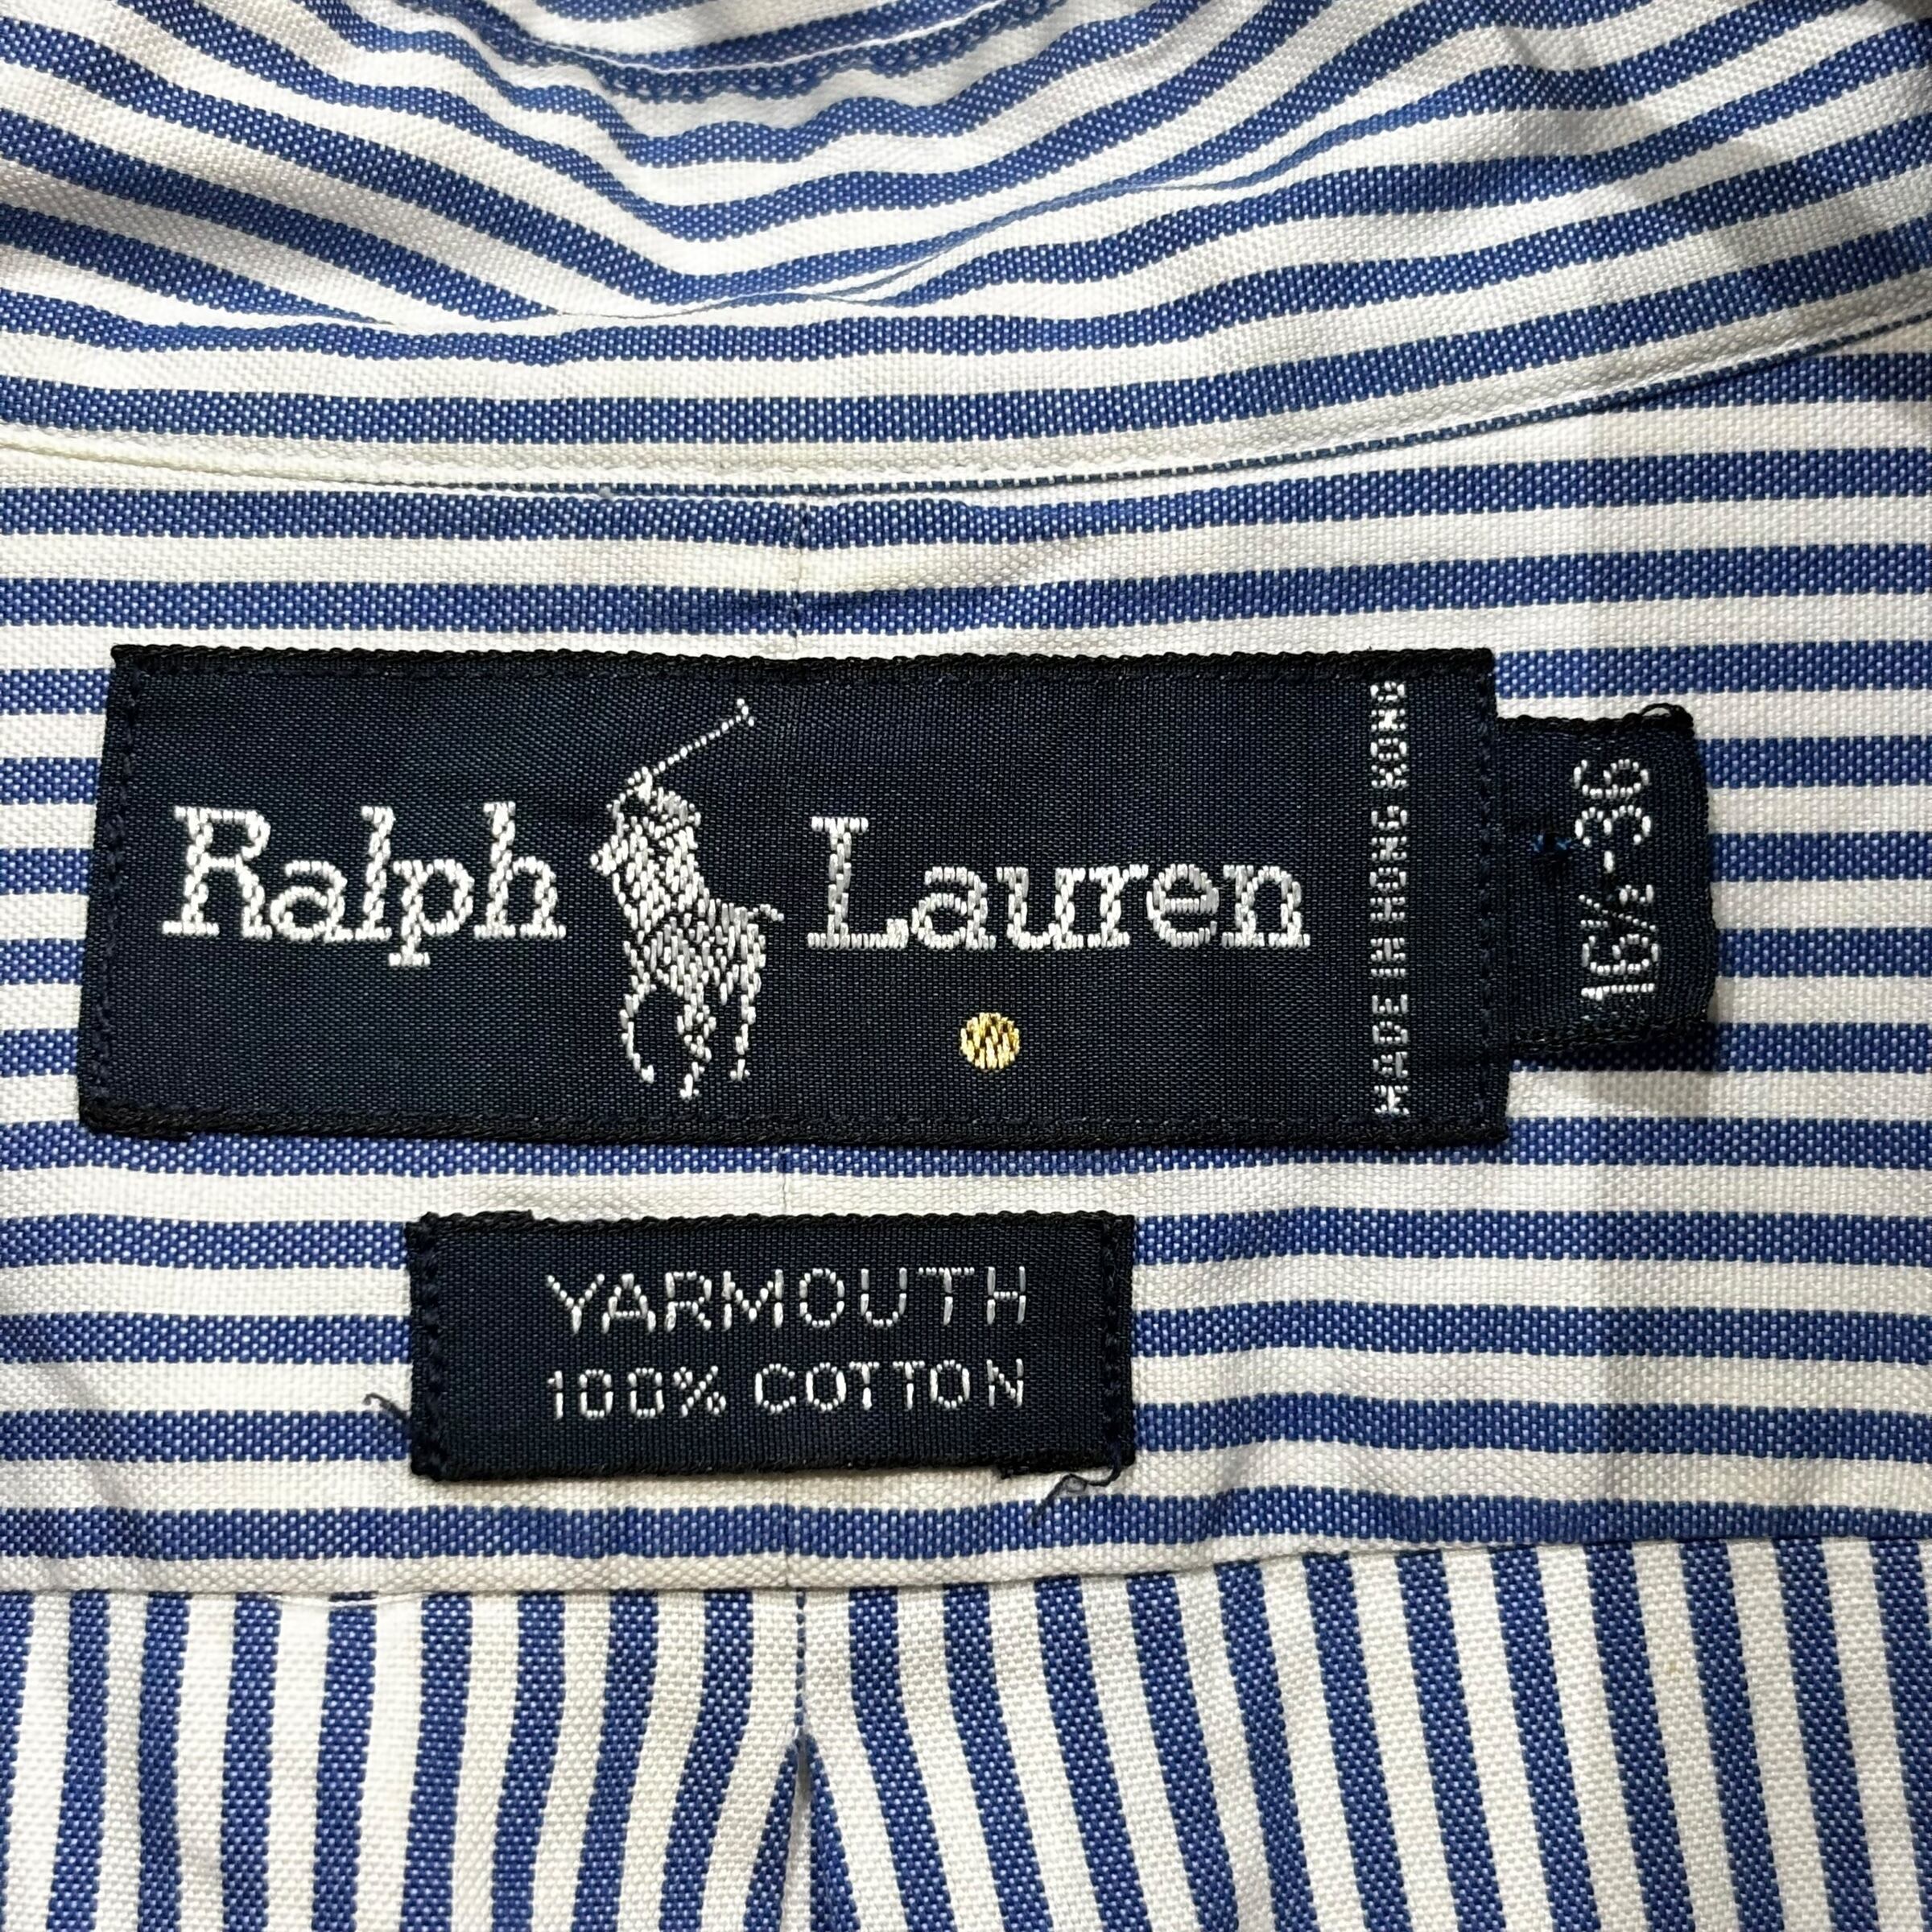 Ralph Lauren
MADE IN HONG KONG
16½-36
YARMOUTH
100% COTTON